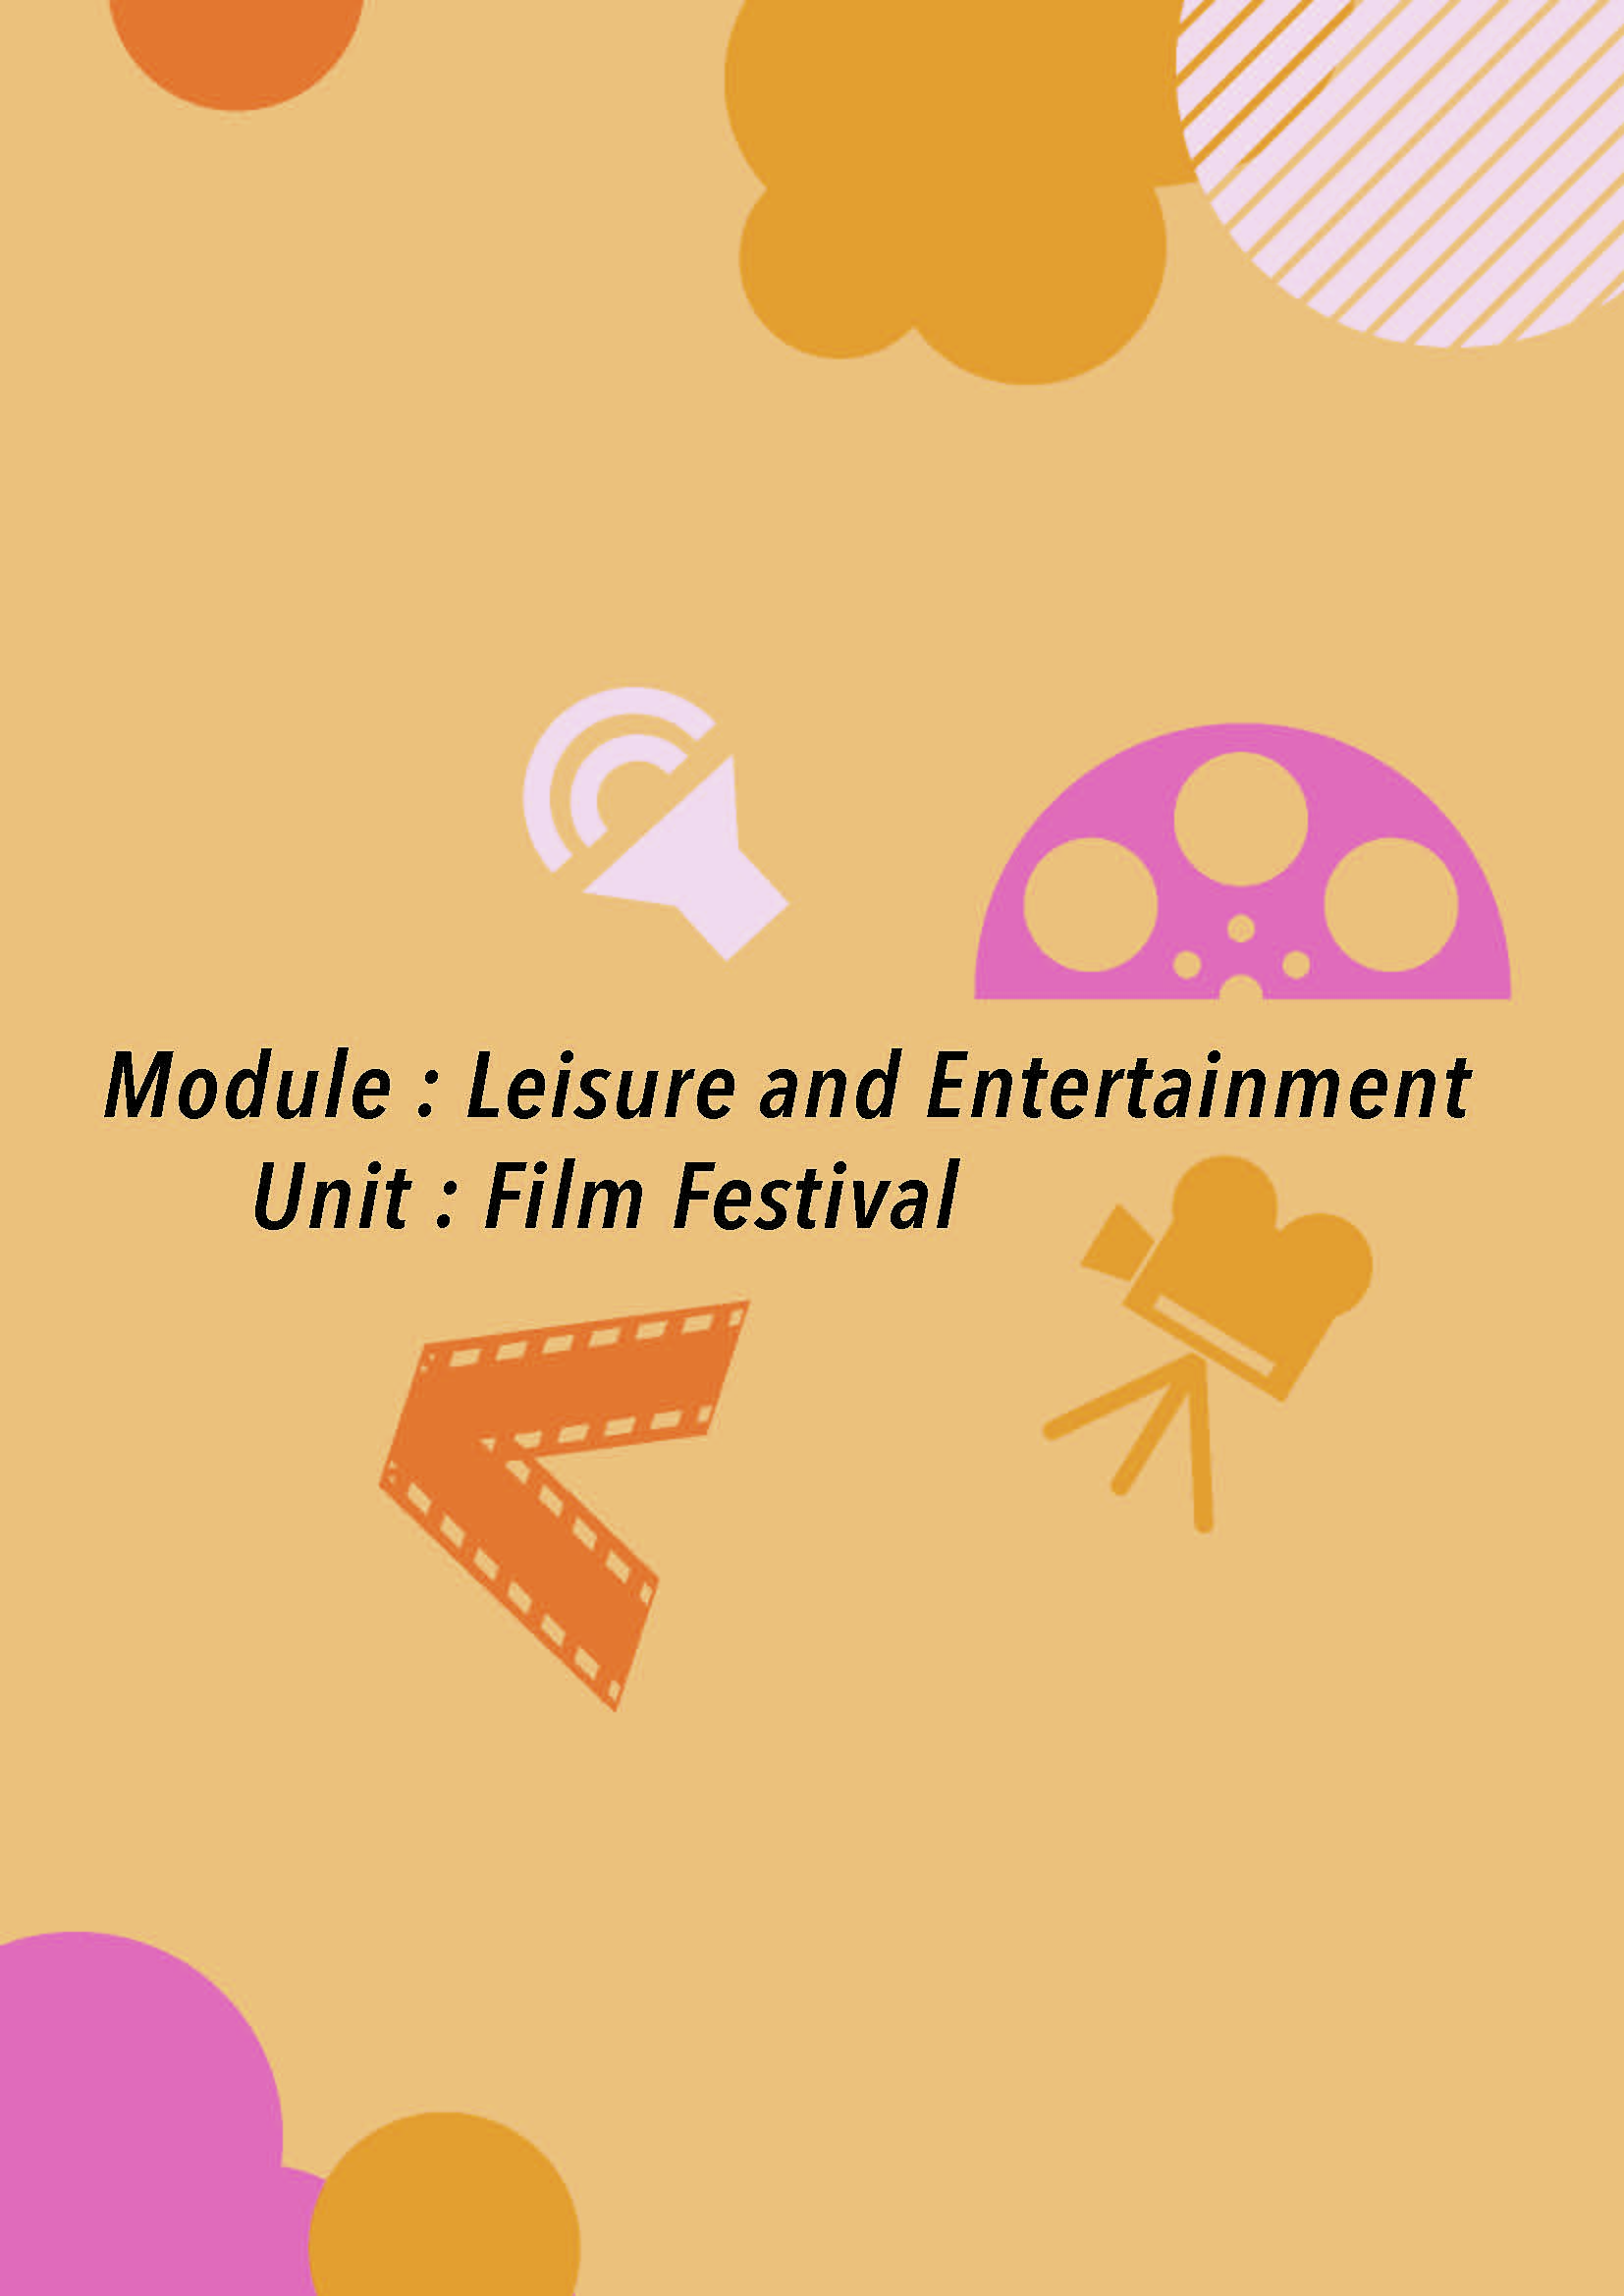 Module : Leisure and Entertainment
Unit : Film Festival